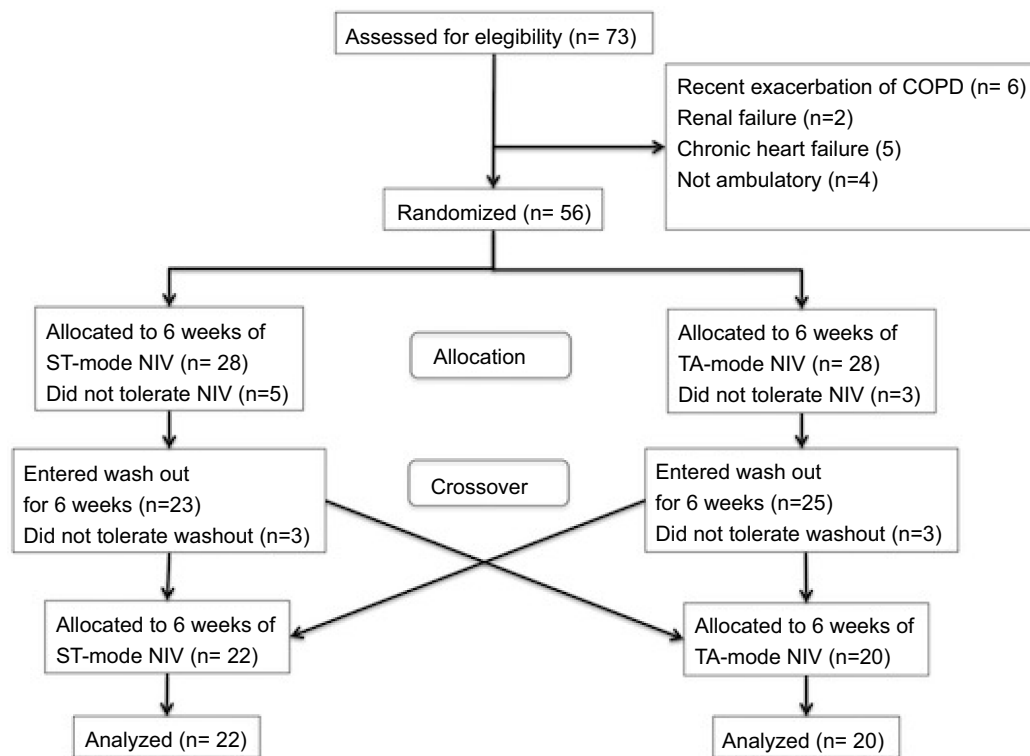 Assessed for elegibility (n= 73)
Recent exacerbation of COPD (n= 6)
Renal failure (n=2)
Chronic heart failure (5)
Not ambulatory (n=4)
Randomized (n= 56)
Allocated to 6 weeks of
ST-mode NIV (n= 28)
Did not tolerate NIV (n=5)
Allocation
Allocated to 6 weeks of
TA-mode NIV (n= 28)
Did not tolerate NIV (n=3)
Entered wash out
for 6 weeks (n=23)
Did not tolerate washout (n=3)
Crossover
Entered wash out
for 6 weeks (n=25)
Did not tolerate washout (n=3)
Allocated to 6 weeks of
ST-mode NIV (n= 22)
Allocated to 6 weeks of
TA-mode NIV (n=20)
Analyzed (n= 22)
Analyzed (n= 20)